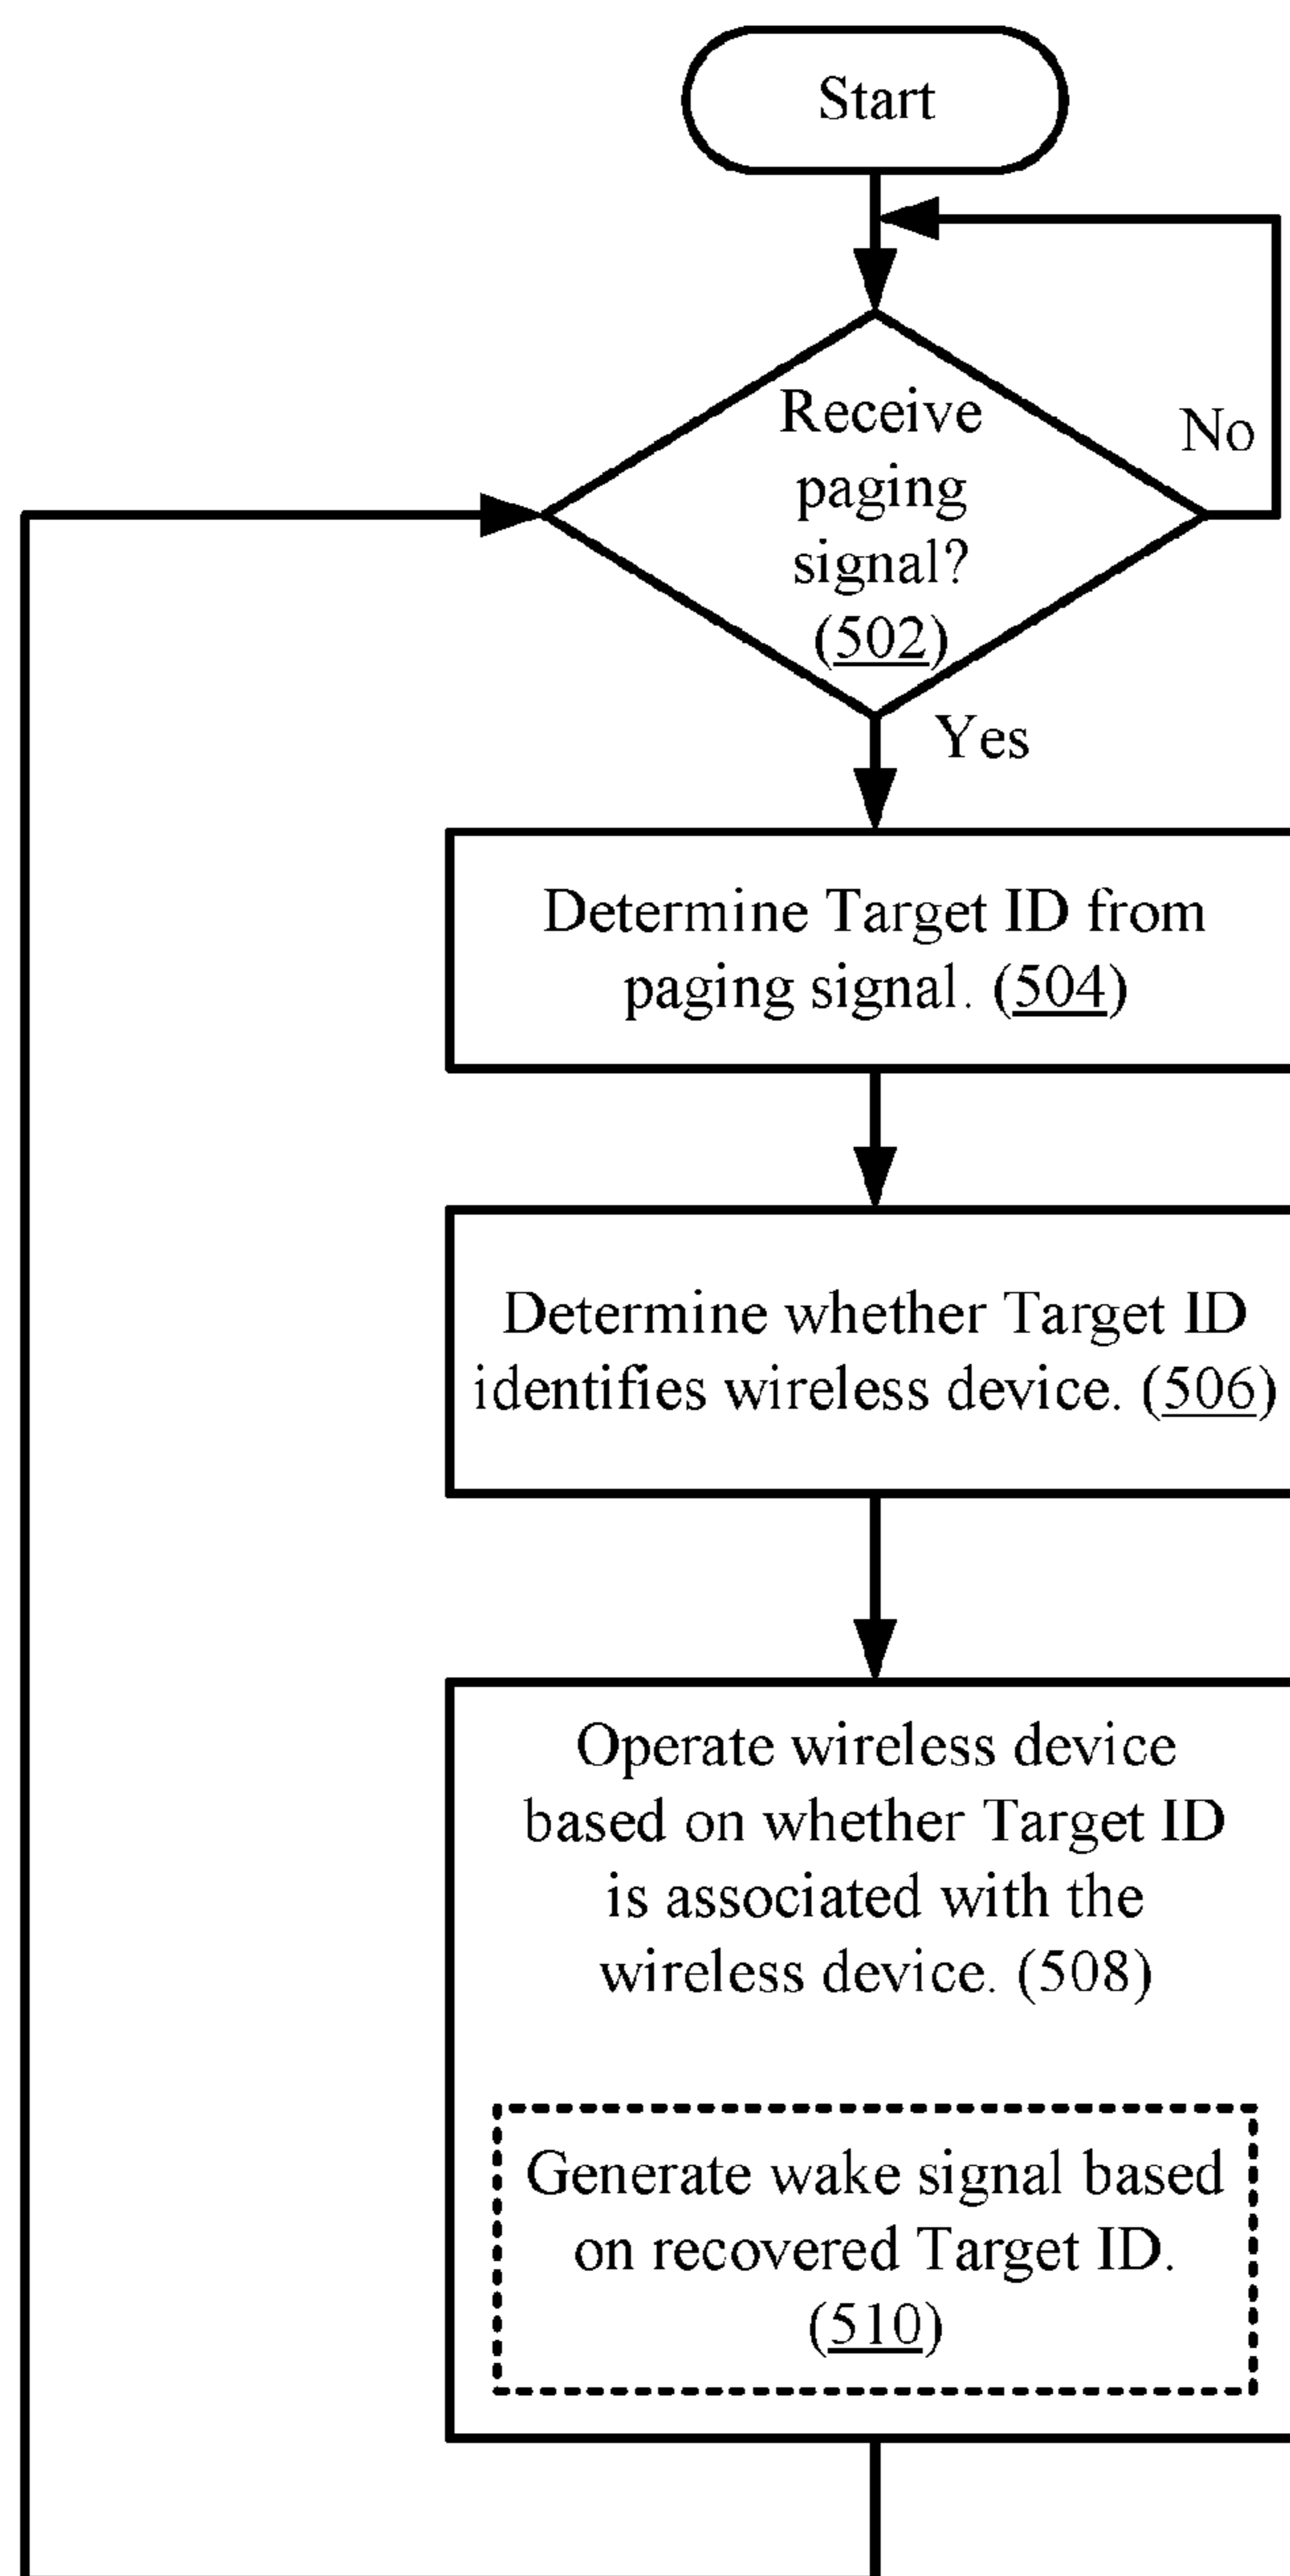 Start
Receive
paging
signal?
(502)
No
Yes
Determine Target ID from
paging signal. (504)
Determine whether Target ID
identifies wireless device. (506)
Operate wireless device
based on whether Target ID
is associated with the
wireless device. (508)
Generate wake signal based
on recovered Target ID.
(510)